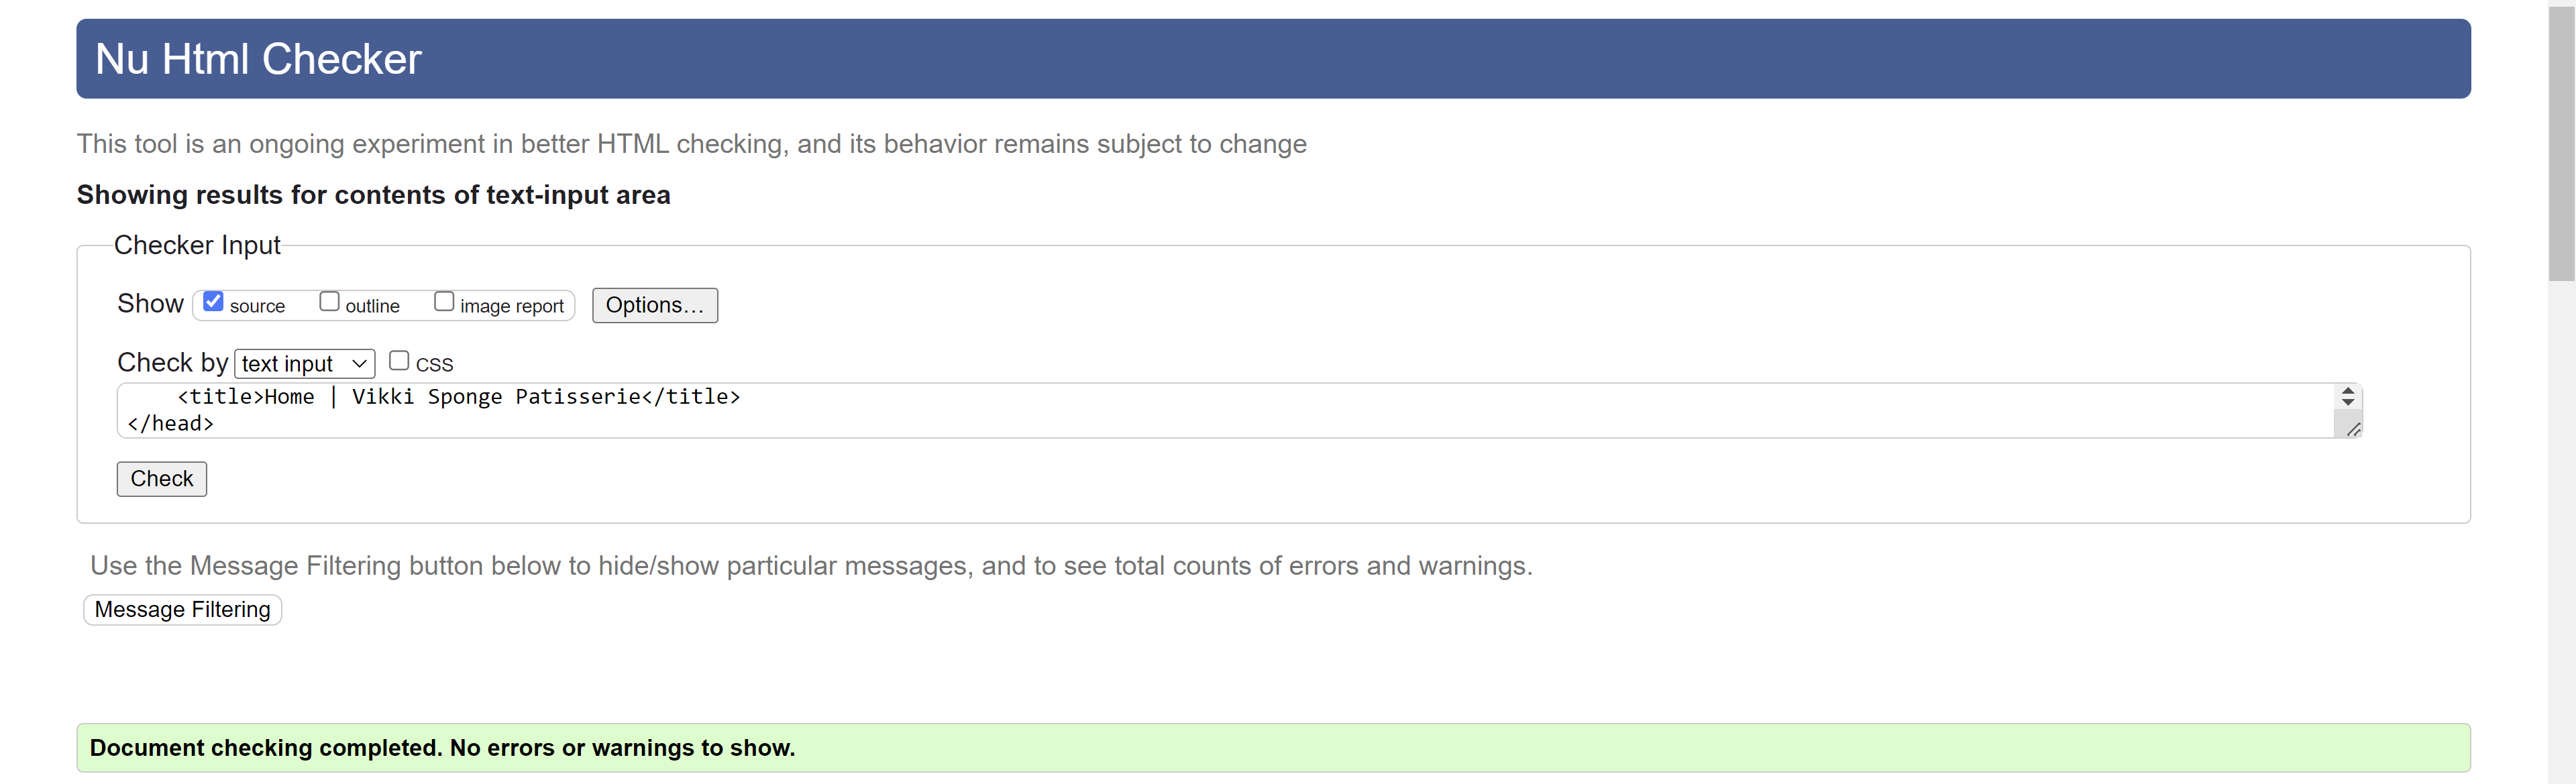 Nu Html Checker
This tool is an ongoing experiment in better HTML checking, and its behavior remains subject to change
Showing results for contents of text-input area
Checker Input
Show source outline image report Options...
Check by text input CSS
<title>Home | Vikki Sponge Patisserie</title>
</head>
Check
Use the Message Filtering button below to hide/show particular messages, and to see total counts of errors and warnings.
Message Filtering
Document checking completed. No errors or warnings to show.